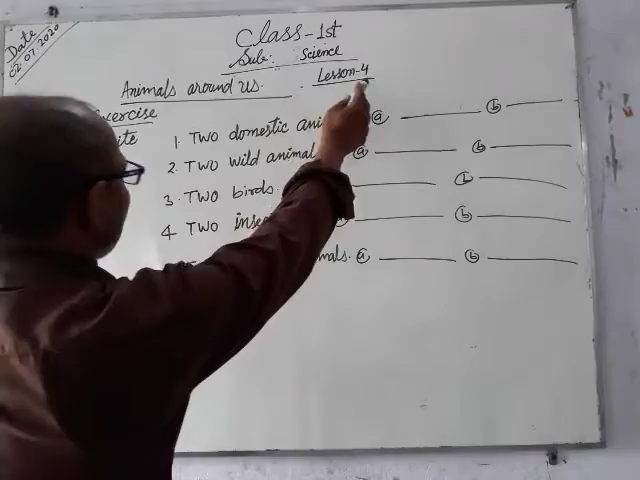 Date
02.07.2020
Class-1st
Sub: Science
Animals around us. Lesson-4
Exercise
1. Two domestic ani ⓐ ⓑ
2. Two wild animal ⓐ ⓑ
3. Two birds. ⓑ
4 Two inse ⓑ
mals. ⓐ ⓑ